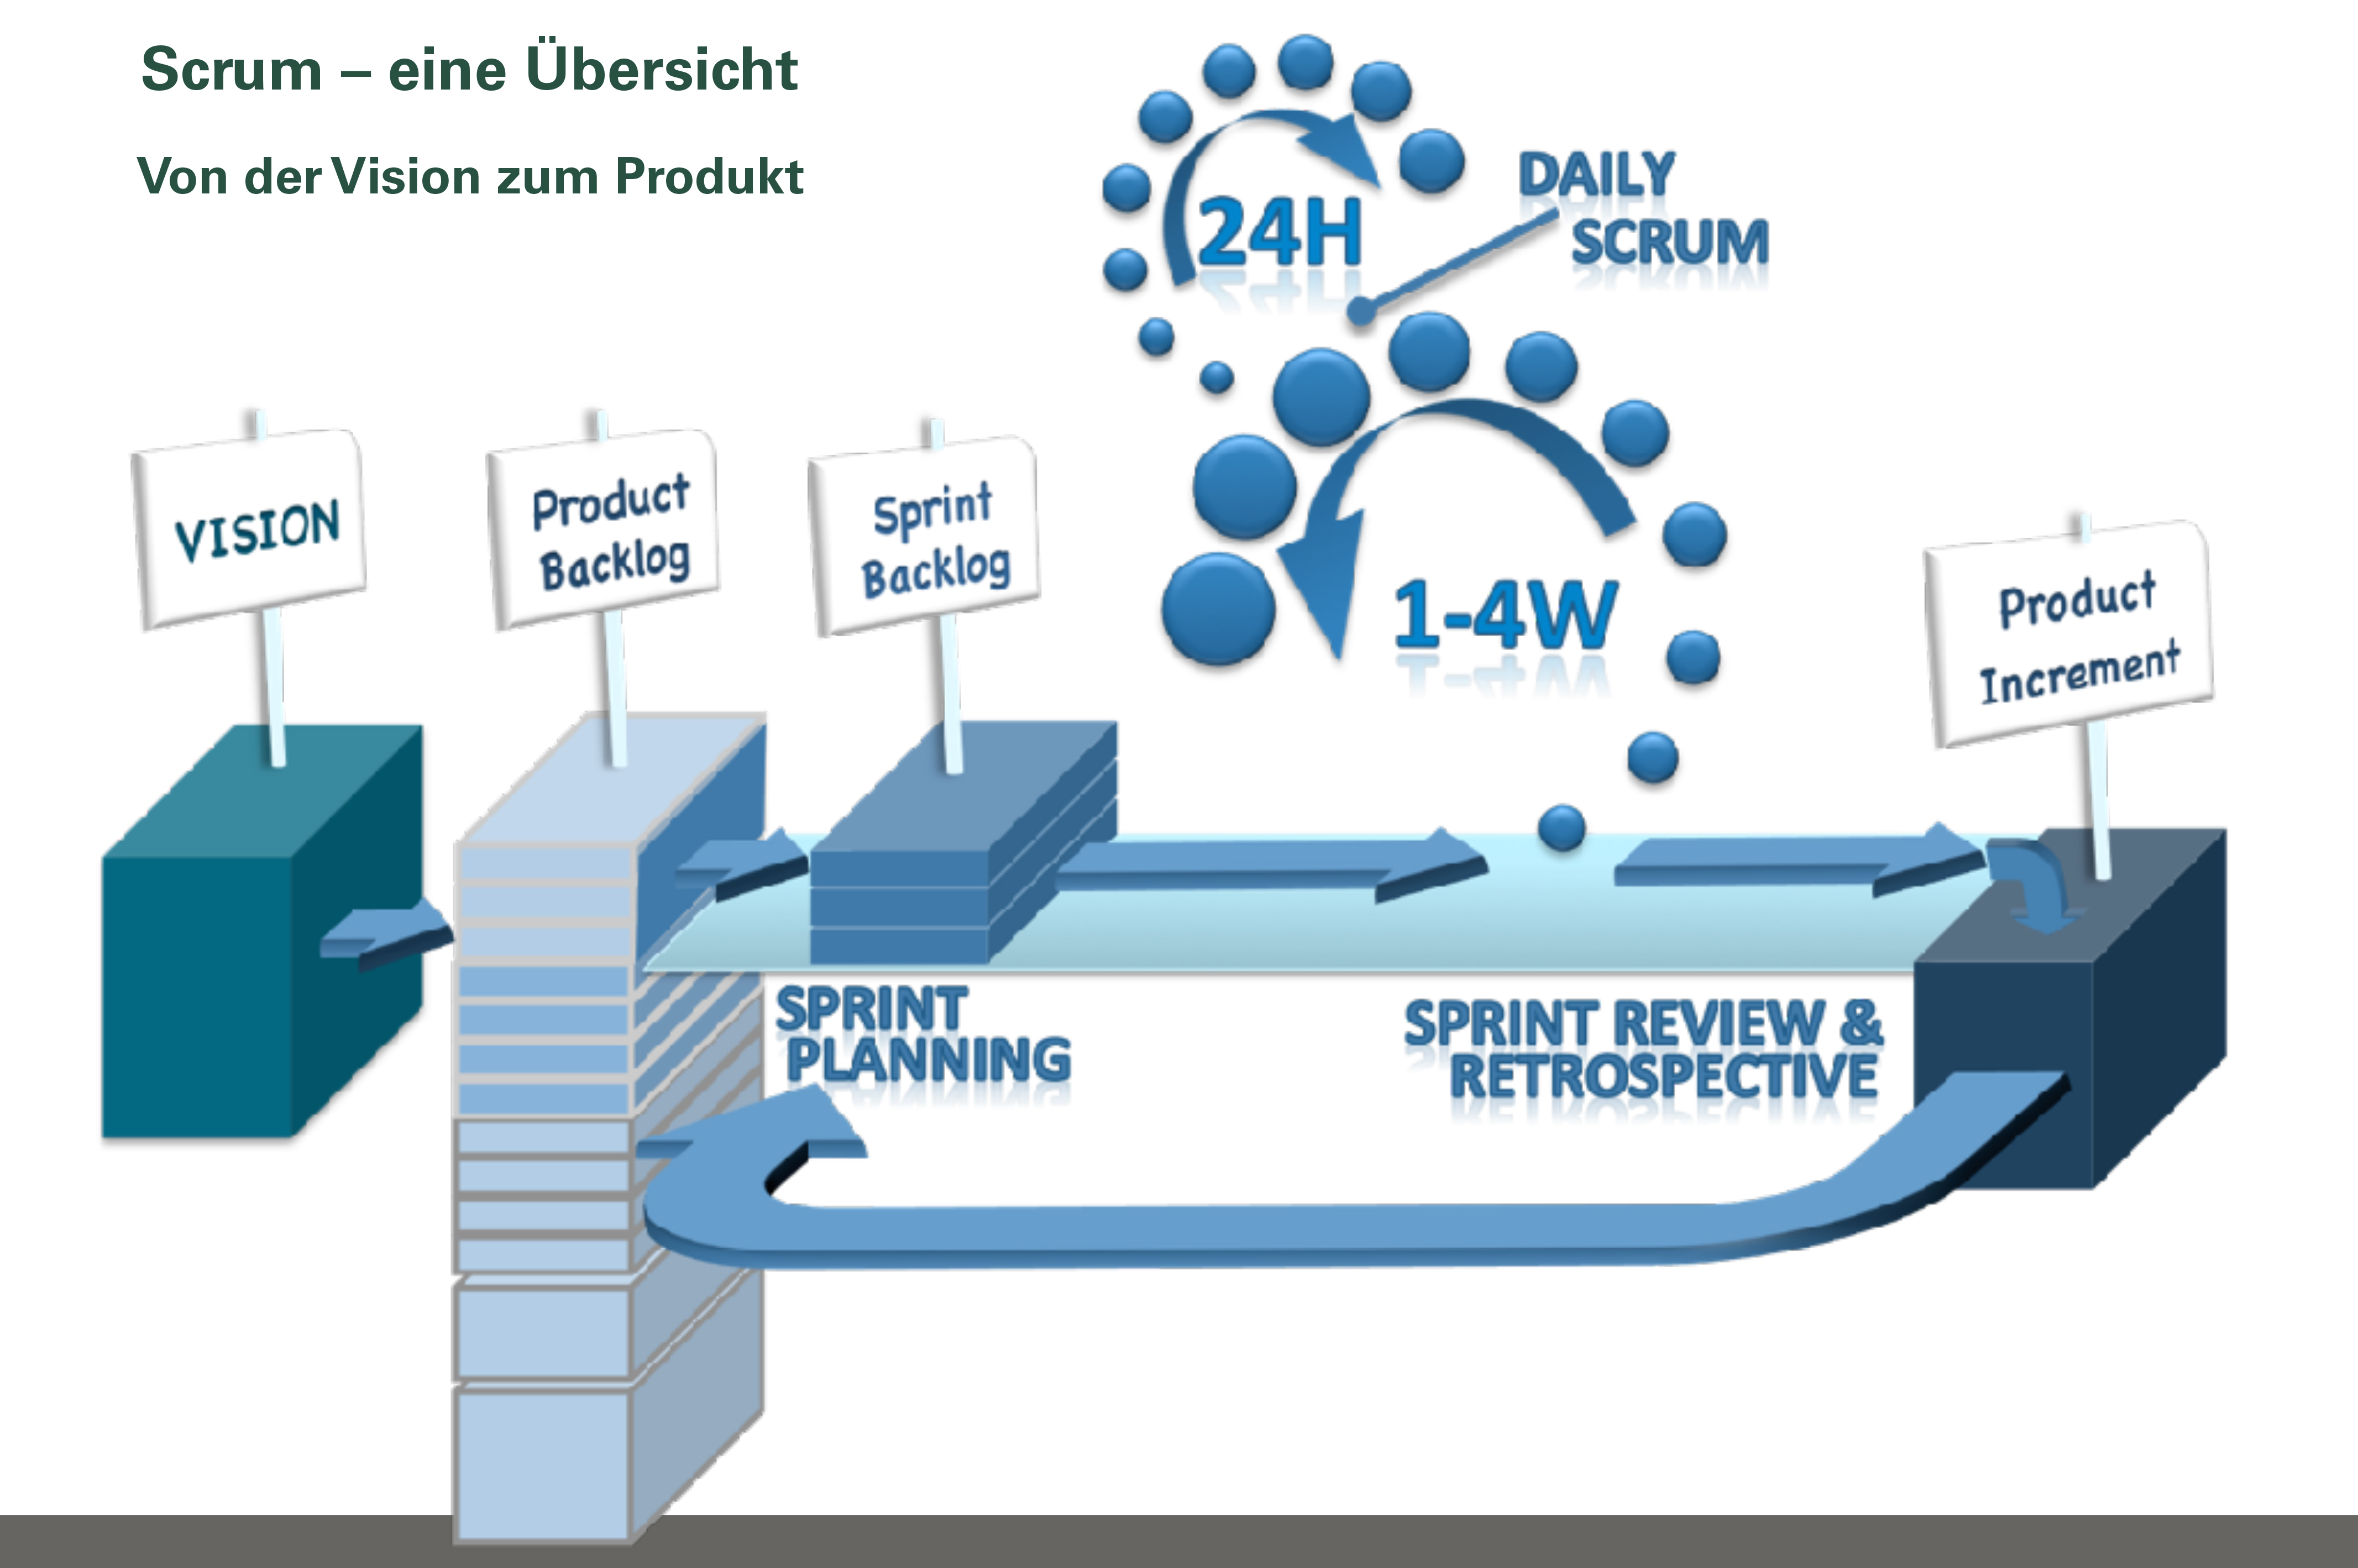 Scrum – eine Übersicht
Von der Vision zum Produkt
24H
DAILY
SCRUM
1-4W
VISION
Product
Backlog
Sprint
Backlog
Product
Increment
SPRINT
PLANNING
SPRINT REVIEW &
RETROSPECTIVE